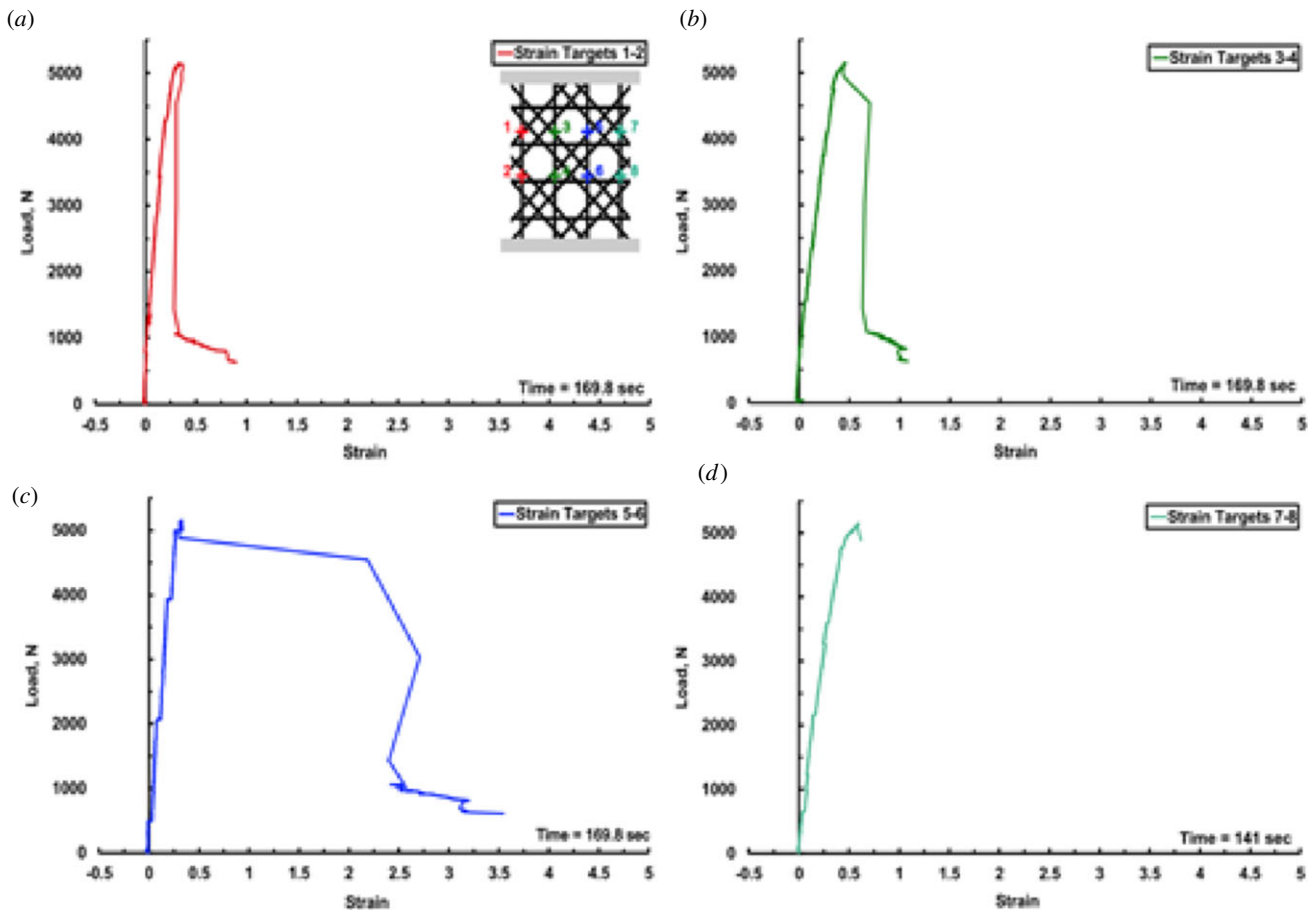 (a)
Strain Targets 1-2
5000
4000
3000
2000
1000
0
Load, N
1 3 7
2 6 8
Time = 169.8 sec
-0.5 0 0.5 1 1.5 2 2.5 3 3.5 4 4.5 5
Strain
(b)
Strain Targets 3-4
5000
4000
3000
2000
1000
0
Load, N
Time = 169.8 sec
-0.5 0 0.5 1 1.5 2 2.5 3 3.5 4 4.5 5
Strain
(c)
Strain Targets 5-6
5000
4000
3000
2000
1000
0
Load, N
Time = 169.8 sec
-0.5 0 0.5 1 1.5 2 2.5 3 3.5 4 4.5 5
Strain
(d)
Strain Targets 7-8
5000
4000
3000
2000
1000
0
Load, N
Time = 141 sec
-0.5 0 0.5 1 1.5 2 2.5 3 3.5 4 4.5 5
Strain